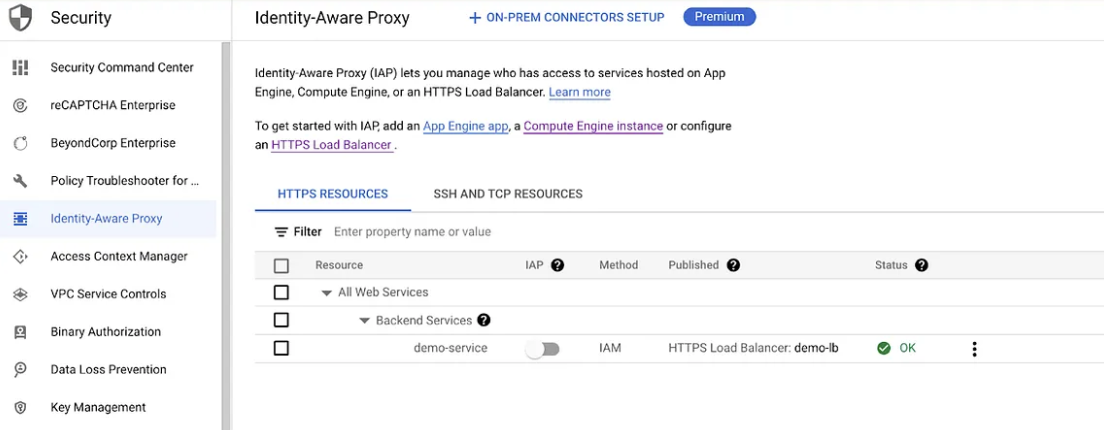 Security
Identity-Aware Proxy
+ ON-PREM CONNECTORS SETUP
Premium
Security Command Center
reCAPTCHA Enterprise
BeyondCorp Enterprise
Policy Troubleshooter for ...
Identity-Aware Proxy
Access Context Manager
VPC Service Controls
Binary Authorization
Data Loss Prevention
Key Management
Identity-Aware Proxy (IAP) lets you manage who has access to services hosted on App
Engine, Compute Engine, or an HTTPS Load Balancer. Learn more
To get started with IAP, add an App Engine app, a Compute Engine instance or configure
an HTTPS Load Balancer .
HTTPS RESOURCES SSH AND TCP RESOURCES
Filter Enter property name or value
Resource IAP ? Method Published ? Status ?
All Web Services
Backend Services ?
demo-service IAM HTTPS Load Balancer: demo-lb OK